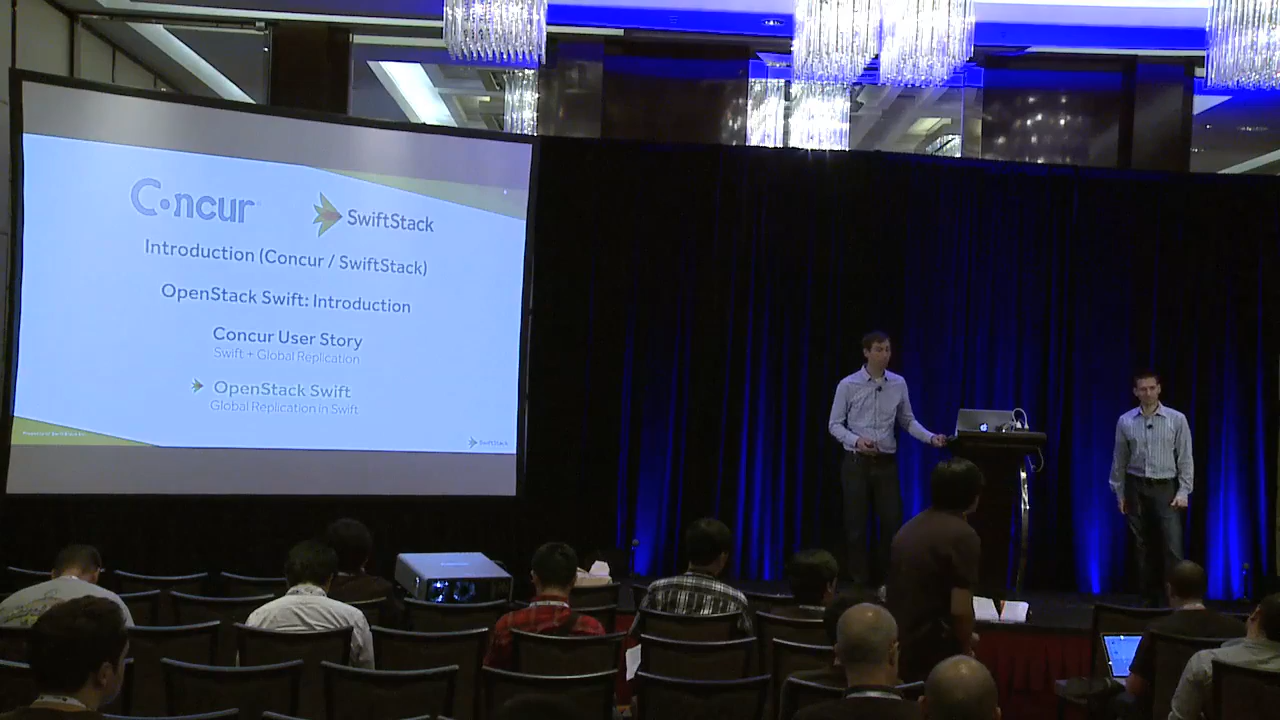 Concur
SwiftStack
Introduction (Concur / SwiftStack)
OpenStack Swift: Introduction
Concur User Story
Swift + Global Replication
OpenStack Swift
Global Replication in Swift
SwiftStack